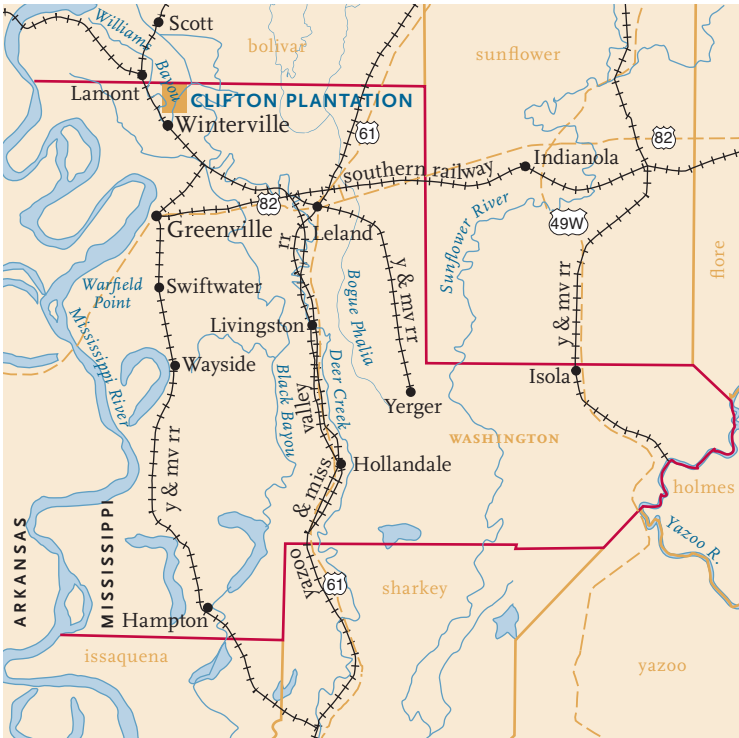 Scott
Williams
Bayou
bolivar
sunflower
Lamont
CLIFTON PLANTATION
Winterville
61
82
Indianola
southern railway
82
Sunflower River
49W
Greenville
rr
Leland
flore
Warfield
Point
Swiftwater
Bogue Phalia
y & mv rr
y & mv rr
Mississippi River
Livingston
Wayside
Black Bayou
Deer Creek
valley
Isola
Yerger
WASHINGTON
y & mv rr
Hollandale
& miss.
holmes
ARKANSAS
MISSISSIPPI
Yazoo R.
yazoo
61
sharkey
Hampton
issaquena
yazoo